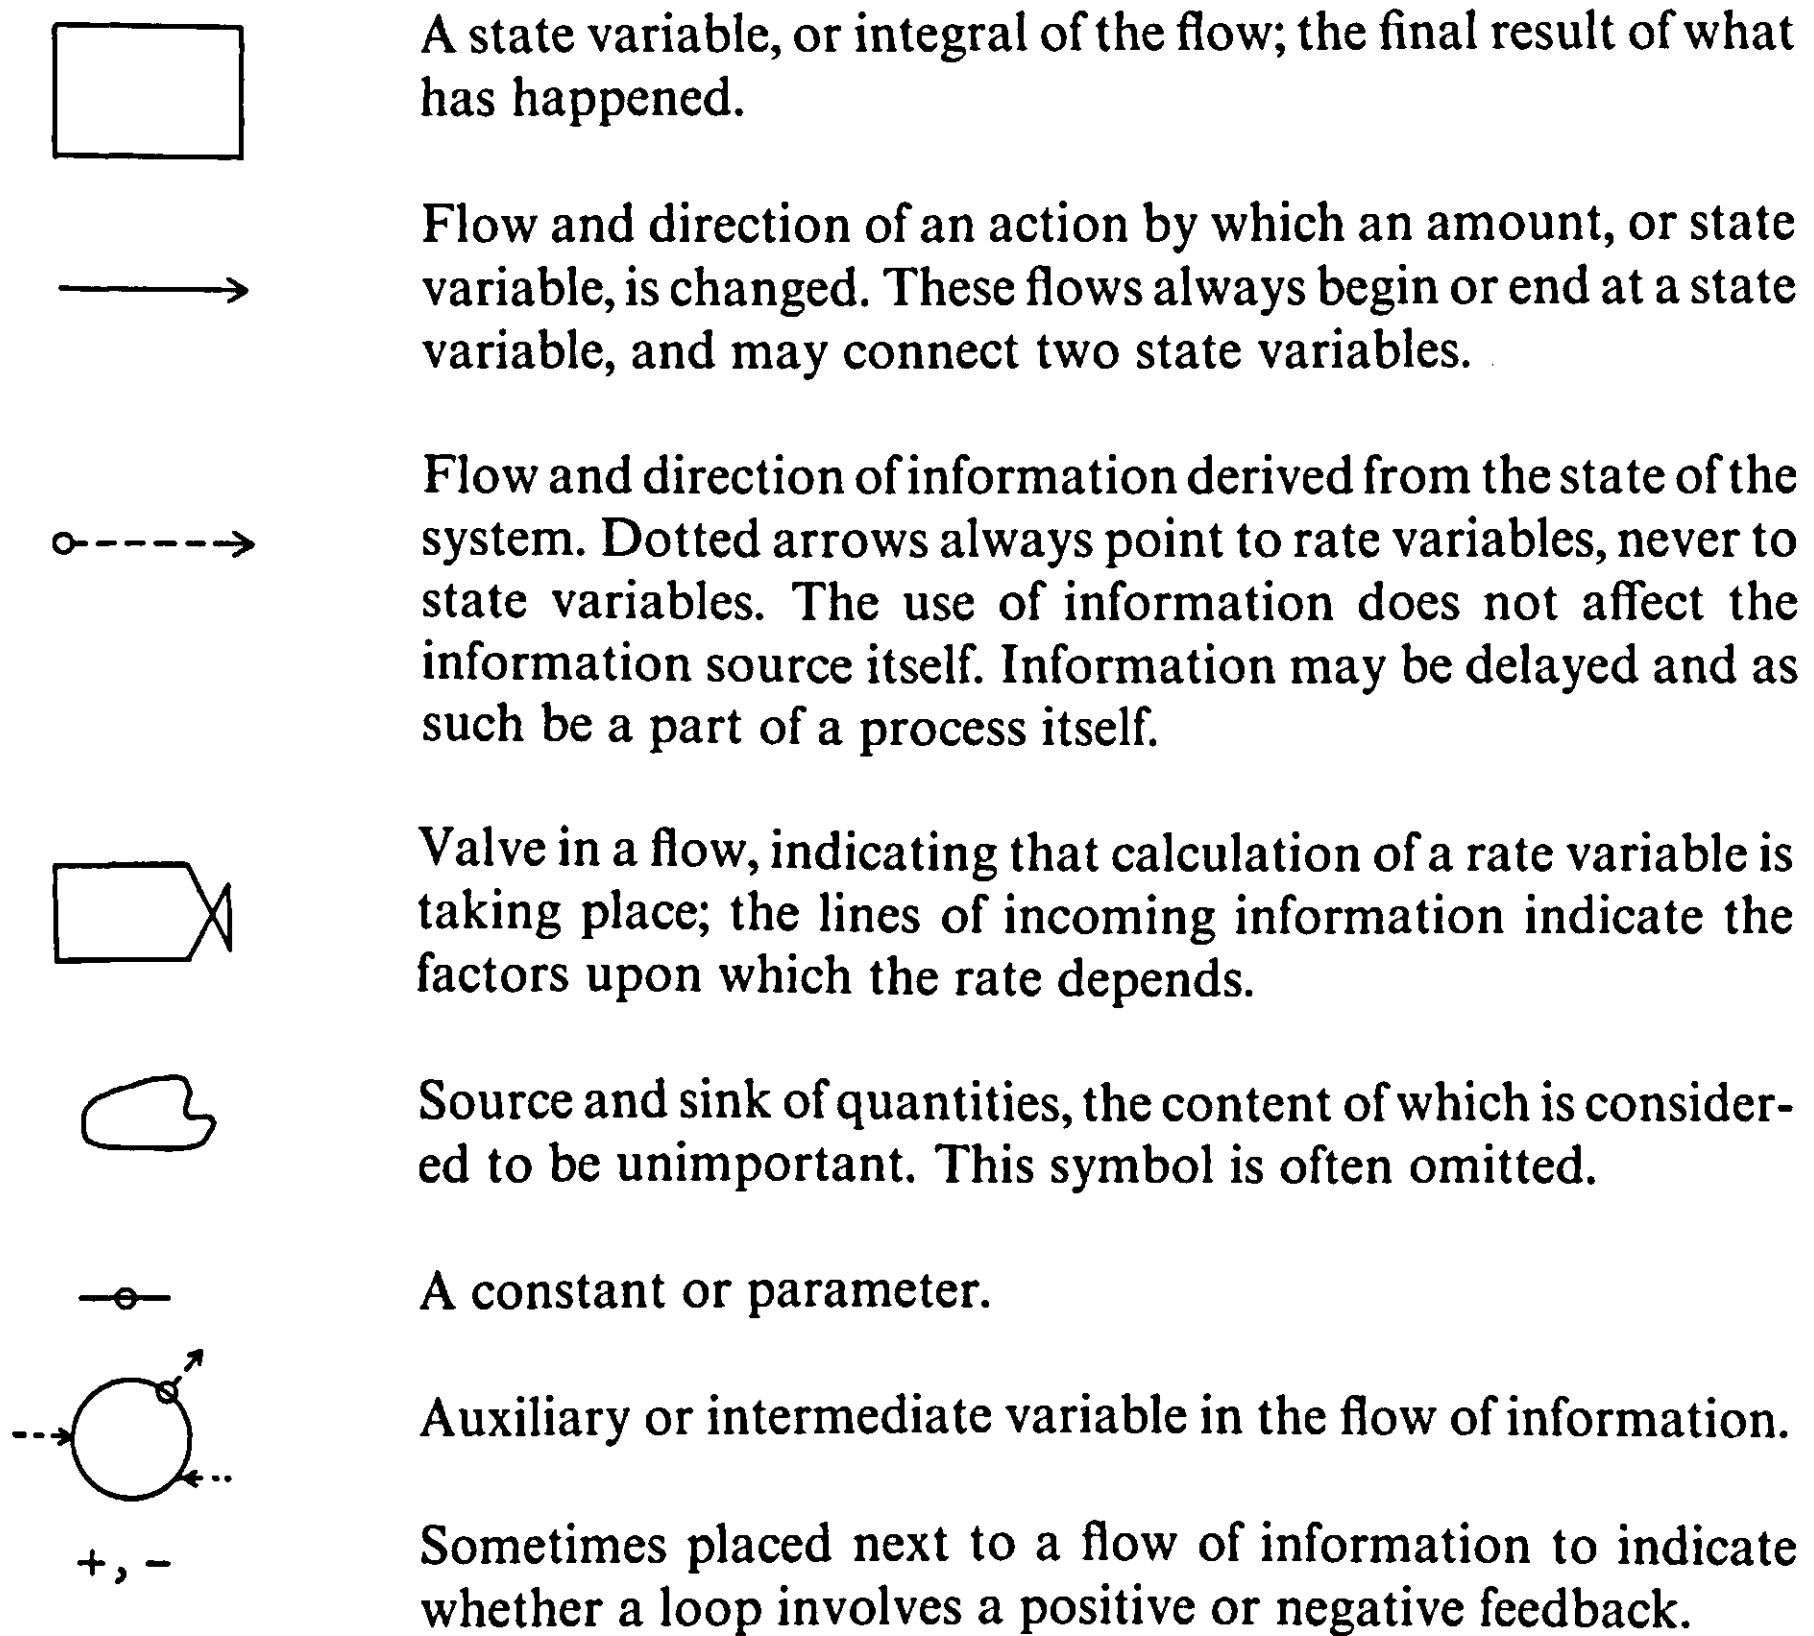 A state variable, or integral of the flow; the final result of what
has happened.
Flow and direction of an action by which an amount, or state
variable, is changed. These flows always begin or end at a state
variable, and may connect two state variables.
Flow and direction of information derived from the state of the
system. Dotted arrows always point to rate variables, never to
state variables. The use of information does not affect the
information source itself. Information may be delayed and as
such be a part of a process itself.
Valve in a flow, indicating that calculation of a rate variable is
taking place; the lines of incoming information indicate the
factors upon which the rate depends.
Source and sink of quantities, the content of which is consider-
ed to be unimportant. This symbol is often omitted.
A constant or parameter.
Auxiliary or intermediate variable in the flow of information.
+, -
Sometimes placed next to a flow of information to indicate
whether a loop involves a positive or negative feedback.